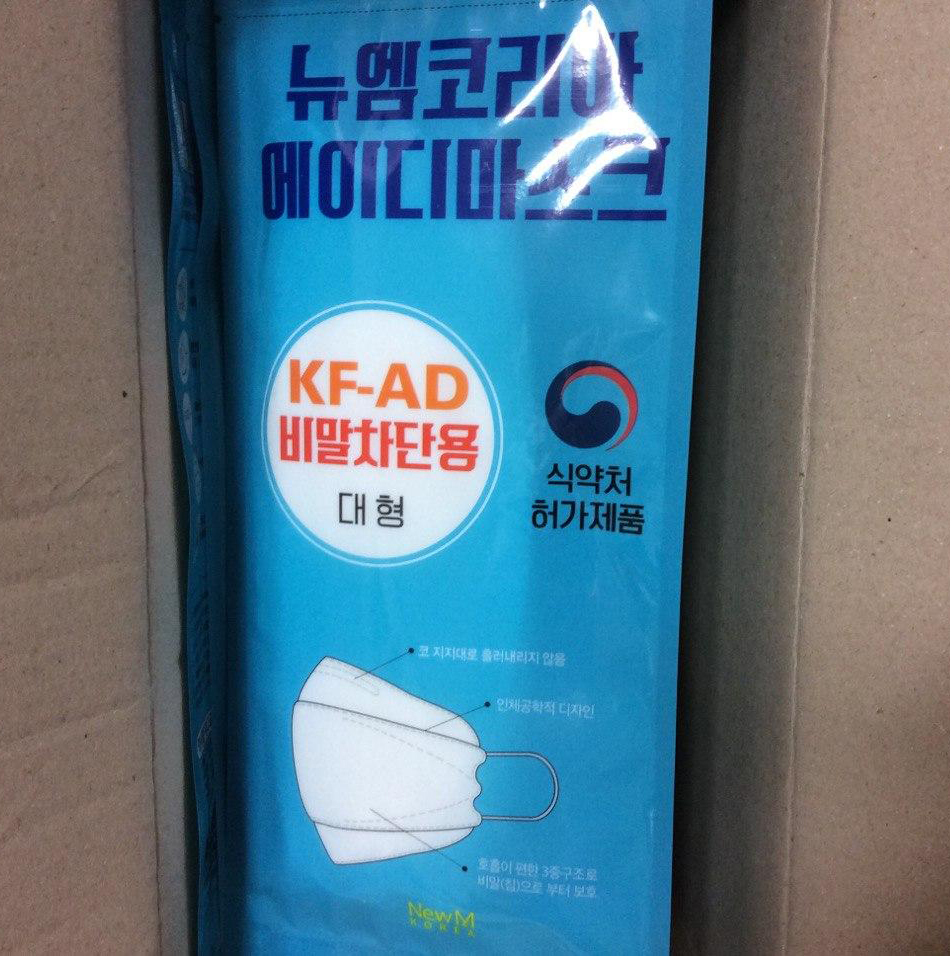 뉴엠코리아
에이디마스크
KF-AD
비말차단용
대형
식약처
허가제품
코 지지대로 흘러내리지 않음
인체공학적 디자인
호흡이 편한 3중구조로
비말(침)으로 부터 보호
NewM
KOREA